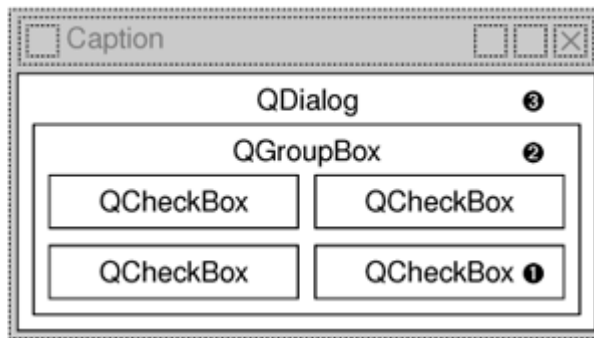 Caption
QDialog ❸
QGroupBox ❷
QCheckBox QCheckBox
QCheckBox QCheckBox ❶